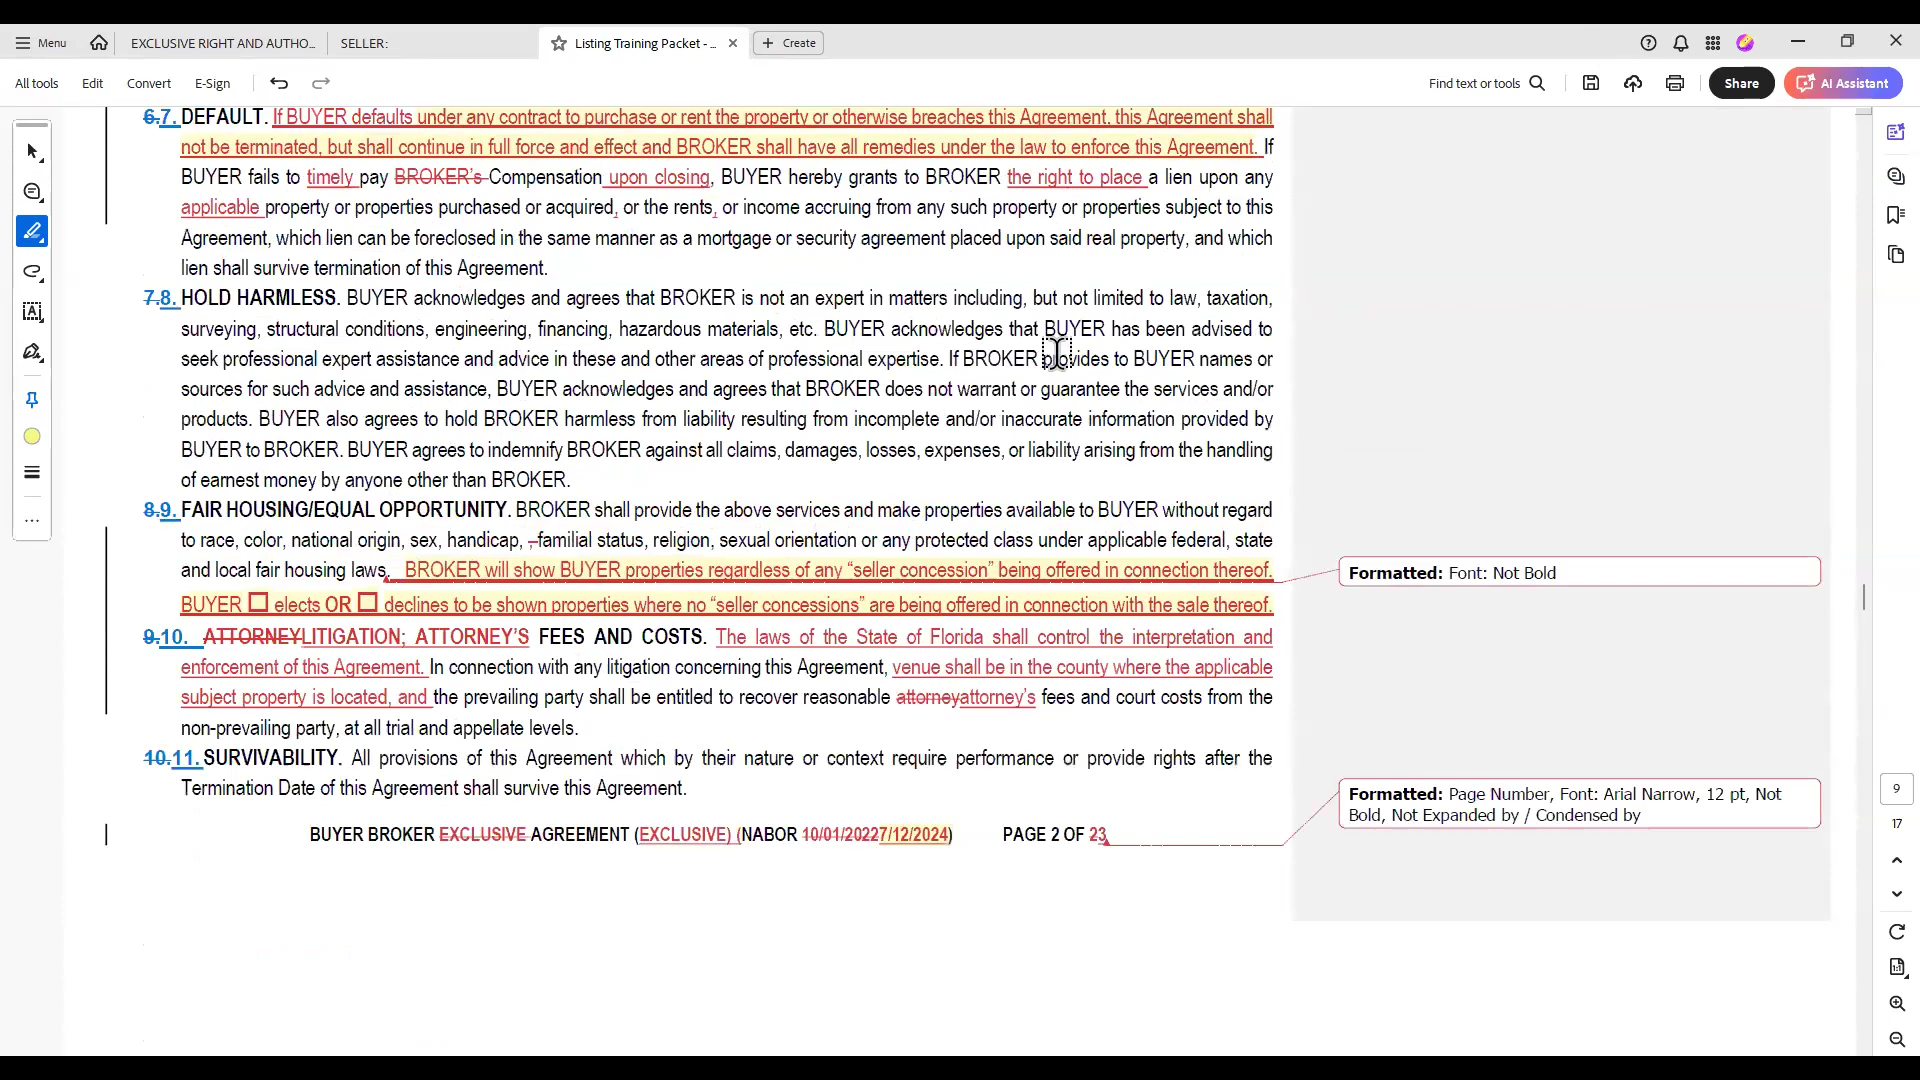 Menu
EXCLUSIVE RIGHT AND AUTHO...
SELLER:
Listing Training Packet - ...
Create
All tools
Edit
Convert
E-Sign
Find text or tools
Share
AI Assistant
6.7. DEFAULT. If BUYER defaults under any contract to purchase or rent the property or otherwise breaches this Agreement, this Agreement shall
not be terminated, but shall continue in full force and effect and BROKER shall have all remedies under the law to enforce this Agreement. If
BUYER fails to timely pay BROKER's Compensation upon closing, BUYER hereby grants to BROKER the right to place a lien upon any
applicable property or properties purchased or acquired, or the rents, or income accruing from any such property or properties subject to this
Agreement, which lien can be foreclosed in the same manner as a mortgage or security agreement placed upon said real property, and which
lien shall survive termination of this Agreement.
7.8. HOLD HARMLESS. BUYER acknowledges and agrees that BROKER is not an expert in matters including, but not limited to law, taxation,
surveying, structural conditions, engineering, financing, hazardous materials, etc. BUYER acknowledges that BUYER has been advised to
seek professional expert assistance and advice in these and other areas of professional expertise. If BROKER provides to BUYER names or
sources for such advice and assistance, BUYER acknowledges and agrees that BROKER does not warrant or guarantee the services and/or
products. BUYER also agrees to hold BROKER harmless from liability resulting from incomplete and/or inaccurate information provided by
BUYER to BROKER. BUYER agrees to indemnify BROKER against all claims, damages, losses, expenses, or liability arising from the handling
of earnest money by anyone other than BROKER.
8.9. FAIR HOUSING/EQUAL OPPORTUNITY. BROKER shall provide the above services and make properties available to BUYER without regard
to race, color, national origin, sex, handicap, , familial status, religion, sexual orientation or any protected class under applicable federal, state
and local fair housing laws. BROKER will show BUYER properties regardless of any “seller concession” being offered in connection thereof.
BUYER ☐ elects OR ☐ declines to be shown properties where no “seller concessions” are being offered in connection with the sale thereof.
9.10. ATTORNEYLITIGATION; ATTORNEY'S FEES AND COSTS. The laws of the State of Florida shall control the interpretation and
enforcement of this Agreement. In connection with any litigation concerning this Agreement, venue shall be in the county where the applicable
subject property is located, and the prevailing party shall be entitled to recover reasonable attorneyattorney's fees and court costs from the
non-prevailing party, at all trial and appellate levels.
10.11. SURVIVABILITY. All provisions of this Agreement which by their nature or context require performance or provide rights after the
Termination Date of this Agreement shall survive this Agreement.
BUYER BROKER EXCLUSIVE AGREEMENT (EXCLUSIVE) (NABOR 10/01/20227/12/2024) PAGE 2 OF 23
Formatted: Font: Not Bold
Formatted: Page Number, Font: Arial Narrow, 12 pt, Not
Bold, Not Expanded by / Condensed by
9
17